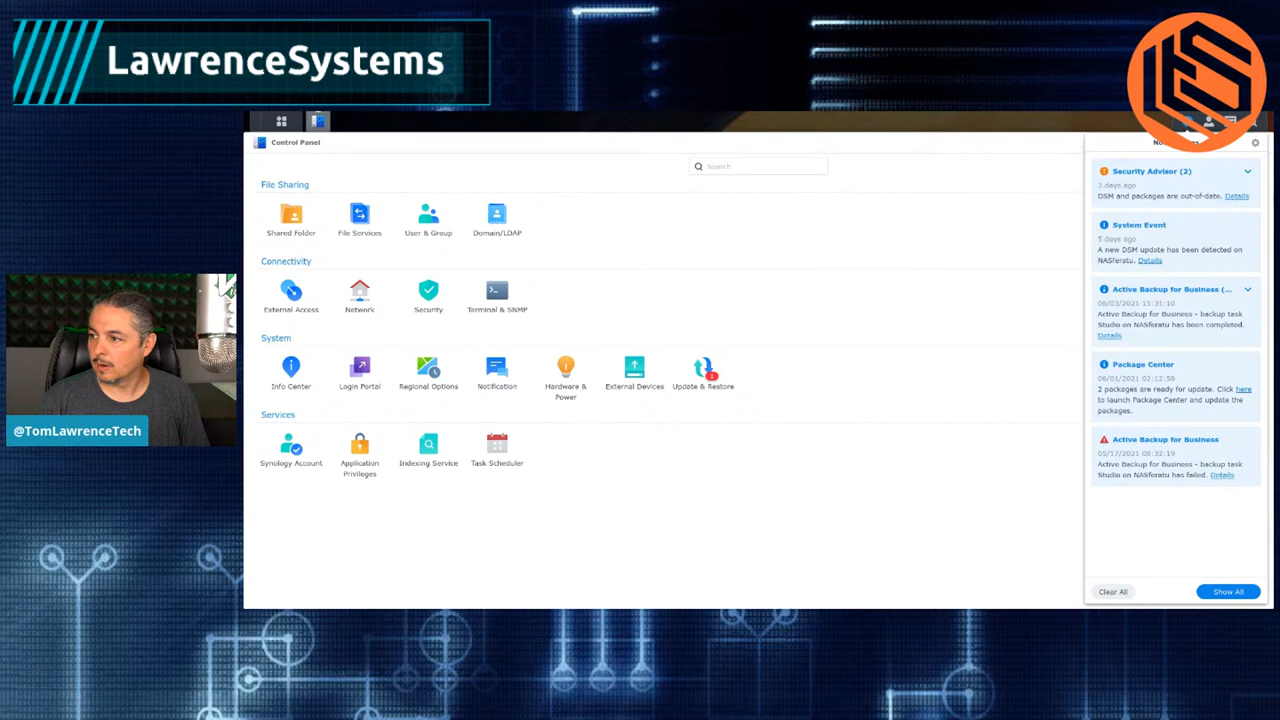 LawrenceSystems
Control Panel
Search
File Sharing
Shared Folder
File Services
User & Group
Domain/LDAP
Connectivity
External Access
Network
Security
Terminal & SNMP
System
Info Center
Login Portal
Regional Options
Notification
Hardware &
Power
External Devices
Update & Restore
1
Services
Synology Account
Application
Privileges
Indexing Service
Task Scheduler
Security Advisor (2)
3 days ago
DSM and packages are out-of-date. Details
System Event
5 days ago
A new DSM update has been detected on
NASferatu. Details
Active Backup for Business (...
06/03/2021 15:31:10
Active Backup for Business - backup task
Studio on NASferatu has been completed.
Details
Package Center
06/01/2021 02:12:58
2 packages are ready for update. Click here
to launch Package Center and update the
packages.
Active Backup for Business
05/17/2021 08:32:19
Active Backup for Business - backup task
Studio on NASferatu has failed. Details
Clear All
Show All
@TomLawrenceTech